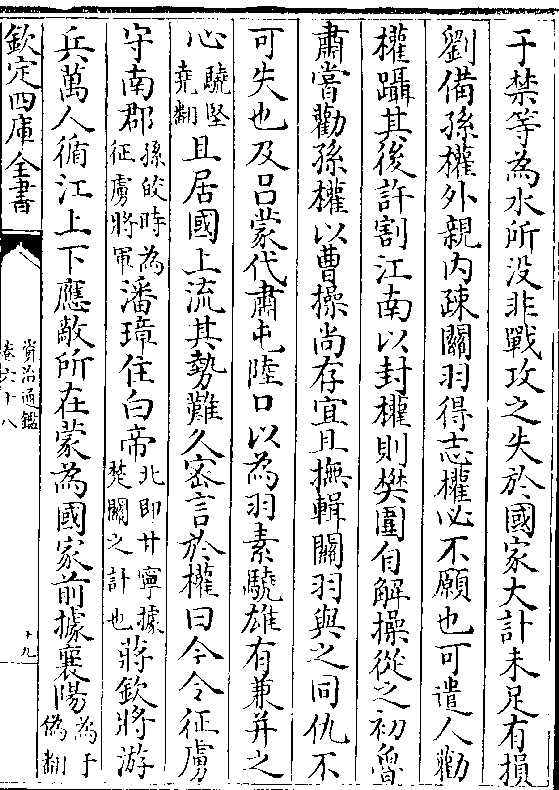 于禁等為水所没非戰攻之失於國家大計未足有損
劉備孫權外親内疎關羽得志權必不願也可遣人勸
權躡其後許割江南以封權則樊圍自解操從之初魯
肅嘗勸孫權以曹操尚存宜且撫輯關羽與之同仇不
可失也及呂蒙代肅屯陸口以為羽素驍雄有兼并之
心驍堅堯翻且居國上流其勢難久密言於權曰今令征虜
守南郡孫皎時為征虜將軍潘璋住白帝北即甘寧據楚關之計也蔣欽將游
兵萬人循江上下應敵所在蒙為國家前據襄陽為于偽翻
欽定四庫全書
資治通鑑
卷六十八
十九